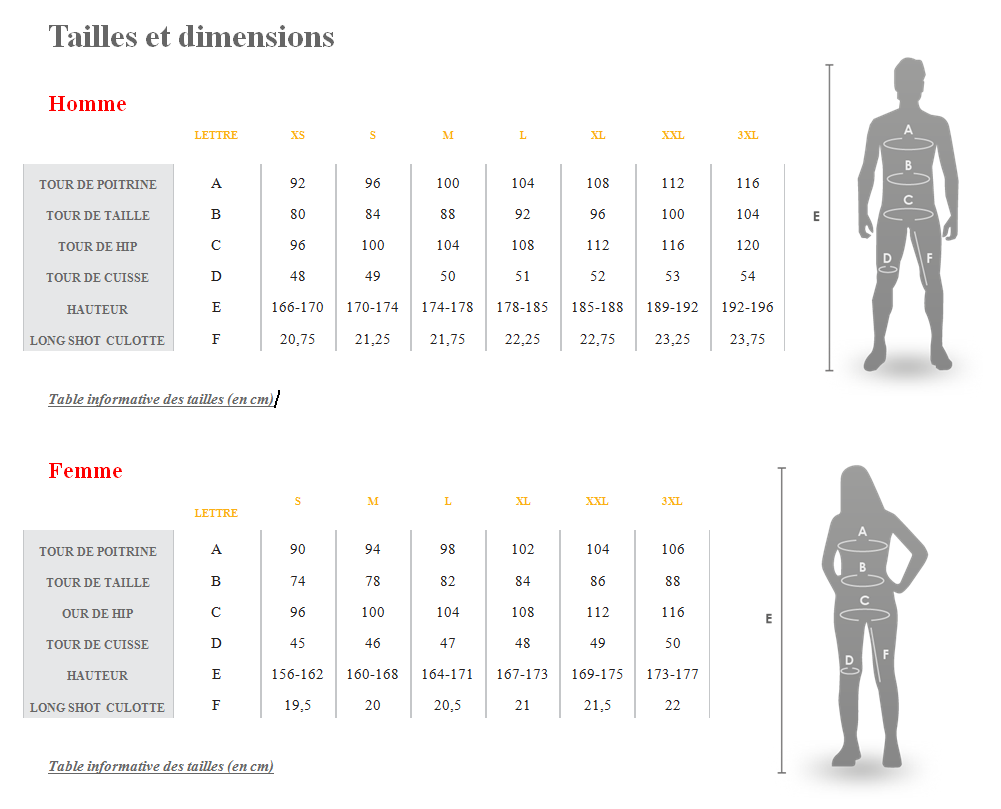 Tailles et dimensions
Homme
LETTRE XS S M L XL XXL 3XL
TOUR DE POITRINE A 92 96 100 104 108 112 116
TOUR DE TAILLE B 80 84 88 92 96 100 104
TOUR DE HIP C 96 100 104 108 112 116 120
TOUR DE CUISSE D 48 49 50 51 52 53 54
HAUTEUR E 166-170 170-174 174-178 178-185 185-188 189-192 192-196
LONG SHOT CULOTTE F 20,75 21,25 21,75 22,25 22,75 23,25 23,75
Table informative des tailles (en cm)/
A
B
C
E
D F
Femme
LETTRE S M L XL XXL 3XL
TOUR DE POITRINE A 90 94 98 102 104 106
TOUR DE TAILLE B 74 78 82 84 86 88
OUR DE HIP C 96 100 104 108 112 116
TOUR DE CUISSE D 45 46 47 48 49 50
HAUTEUR E 156-162 160-168 164-171 167-173 169-175 173-177
LONG SHOT CULOTTE F 19,5 20 20,5 21 21,5 22
Table informative des tailles (en cm)
A
B
C
E
D F